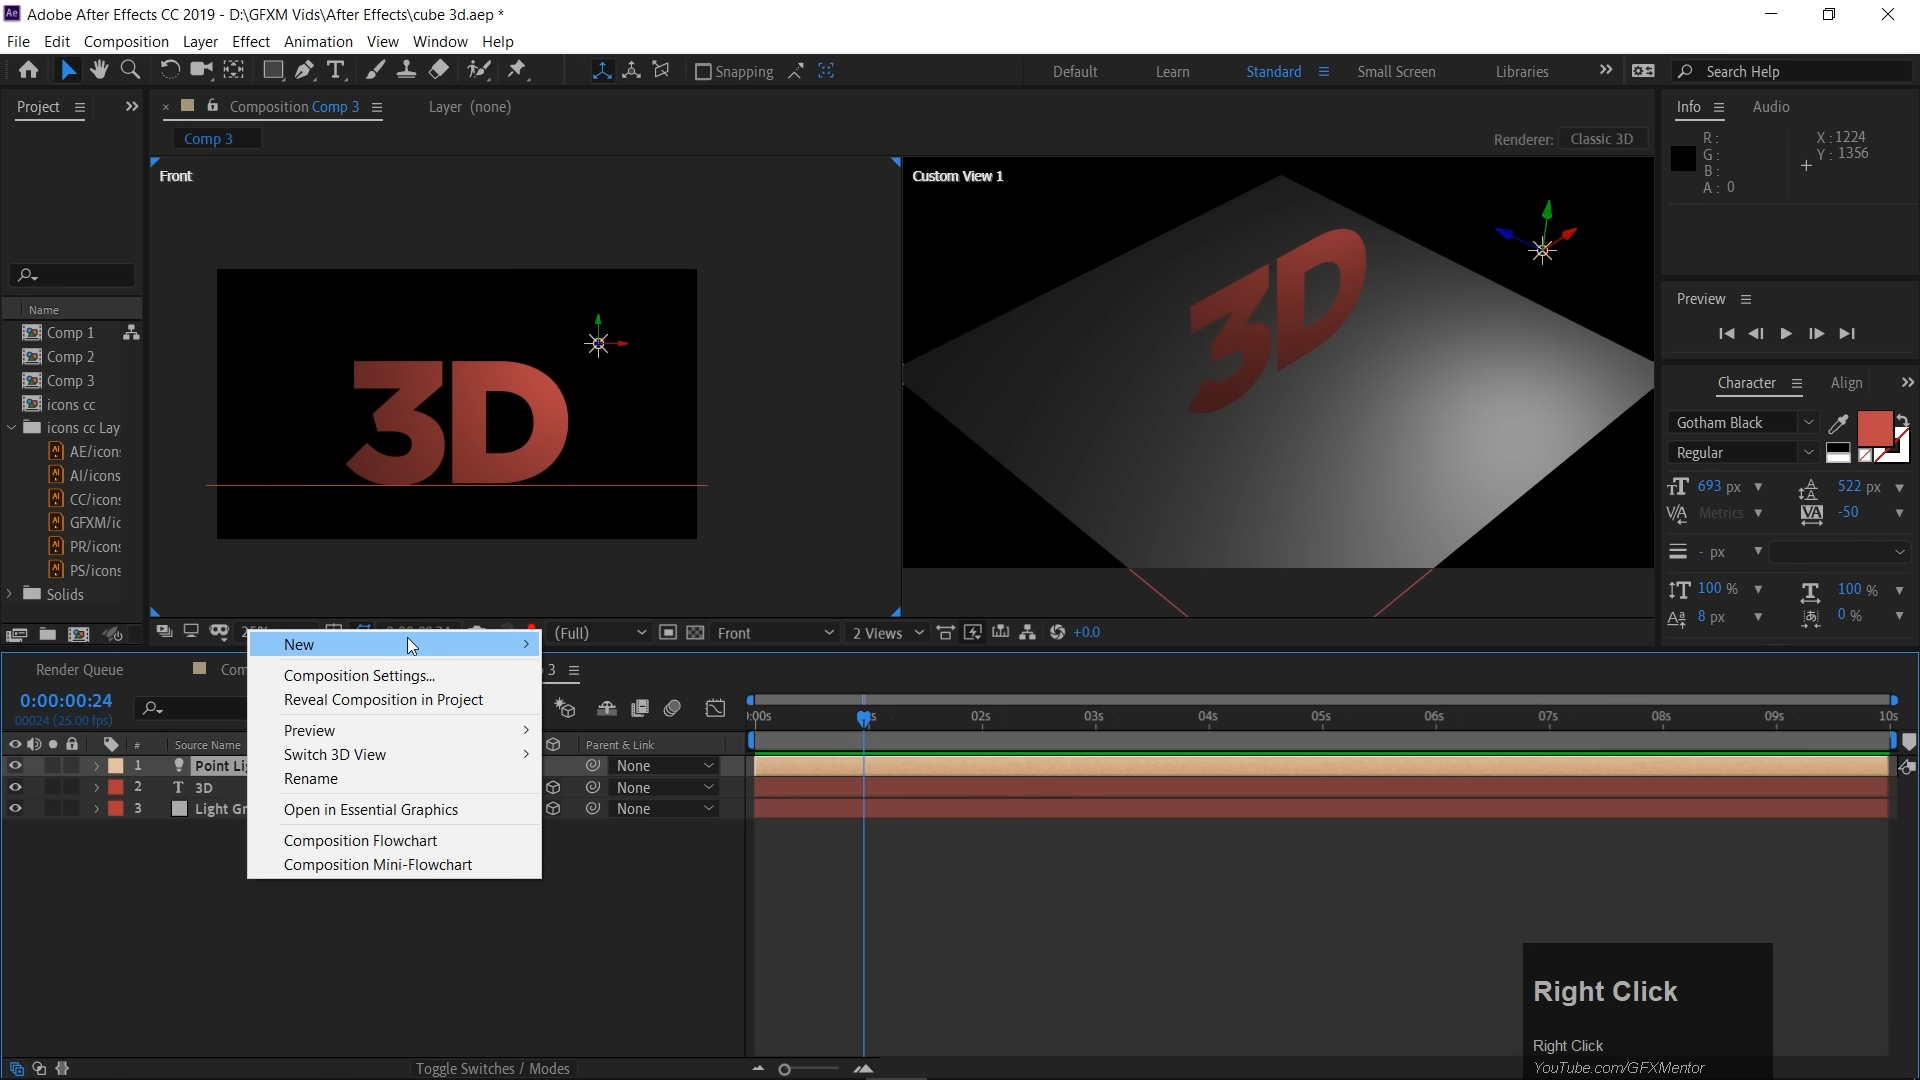 Adobe After Effects CC 2019 - D:\GFXM Vids\After Effects\cube 3d.aep *
File Edit Composition Layer Effect Animation View Window Help
Snapping
Default Learn Standard Small Screen Libraries
Search Help
Project
Composition Comp 3
Layer (none)
Info Audio
Comp 3
Renderer: Classic 3D
R:
G:
B:
A: 0
X: 1224
Y: 1356
Front
Custom View 1
3D
3D
Preview
Name
Comp 1
Comp 2
Comp 3
icons cc
icons cc Lay
AE/icons
AI/icons
CC/icons
GFXM/ic
PR/icons
PS/icons
Solids
Character Align
Gotham Black
Regular
693 px
522 px
Metrics
-50
- px
100 %
100 %
8 px
0 %
(Full)
Front
2 Views
+0.0
New
Composition Settings...
Reveal Composition in Project
Preview
Switch 3D View
Rename
Open in Essential Graphics
Composition Flowchart
Composition Mini-Flowchart
Render Queue
Com
3
0:00:00:24
00024 (25.00 fps)
:00s 02s 03s 04s 05s 06s 07s 08s 09s 10s
# Source Name
Parent & Link
1 Point Li
None
2 T 3D
None
3 Light Gr
None
Toggle Switches / Modes
Right Click
Right Click
YouTube.com/GFXMentor